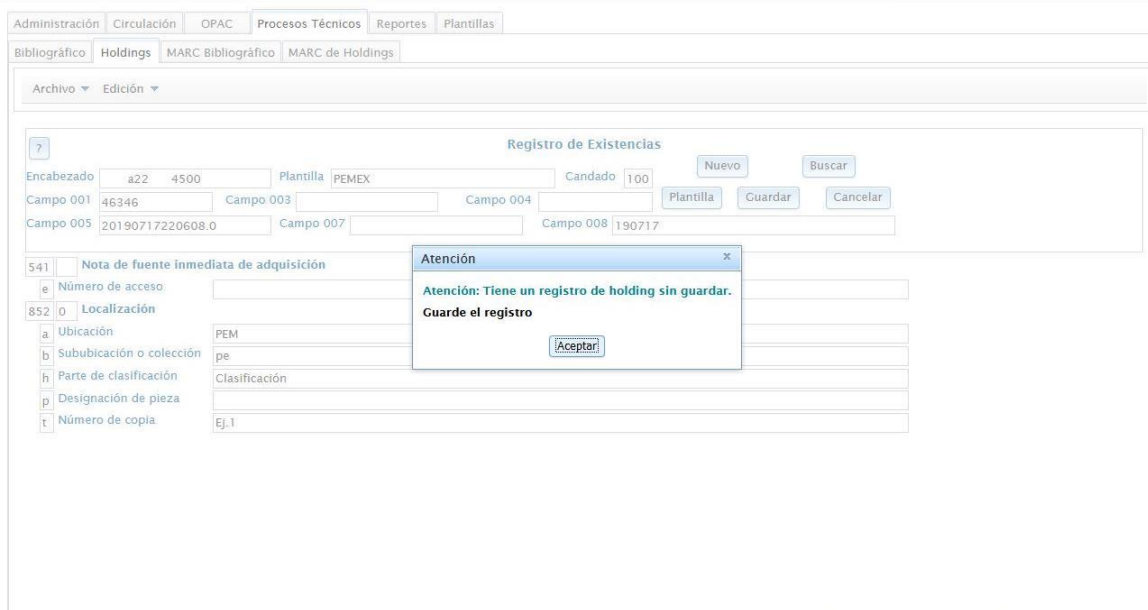 Administración Circulación OPAC Procesos Técnicos Reportes Plantillas
Bibliográfico Holdings MARC Bibliográfico MARC de Holdings
Archivo Edición
? Registro de Existencias
Nuevo Buscar
Encabezado a22 4500 Plantilla PEMEX Candado 100
Campo 001 46346 Campo 003 Campo 004 Plantilla Guardar Cancelar
Campo 005 20190717220608.0 Campo 007 Campo 008 190717
Atención x
Atención: Tiene un registro de holding sin guardar.
Guarde el registro
Aceptar
541 Nota de fuente inmediata de adquisición
e Número de acceso
852 0 Localización
a Ubicación PEM
b Sububicación o colección pe
h Parte de clasificación Clasificación
p Designación de pieza
t Número de copia Ej.1